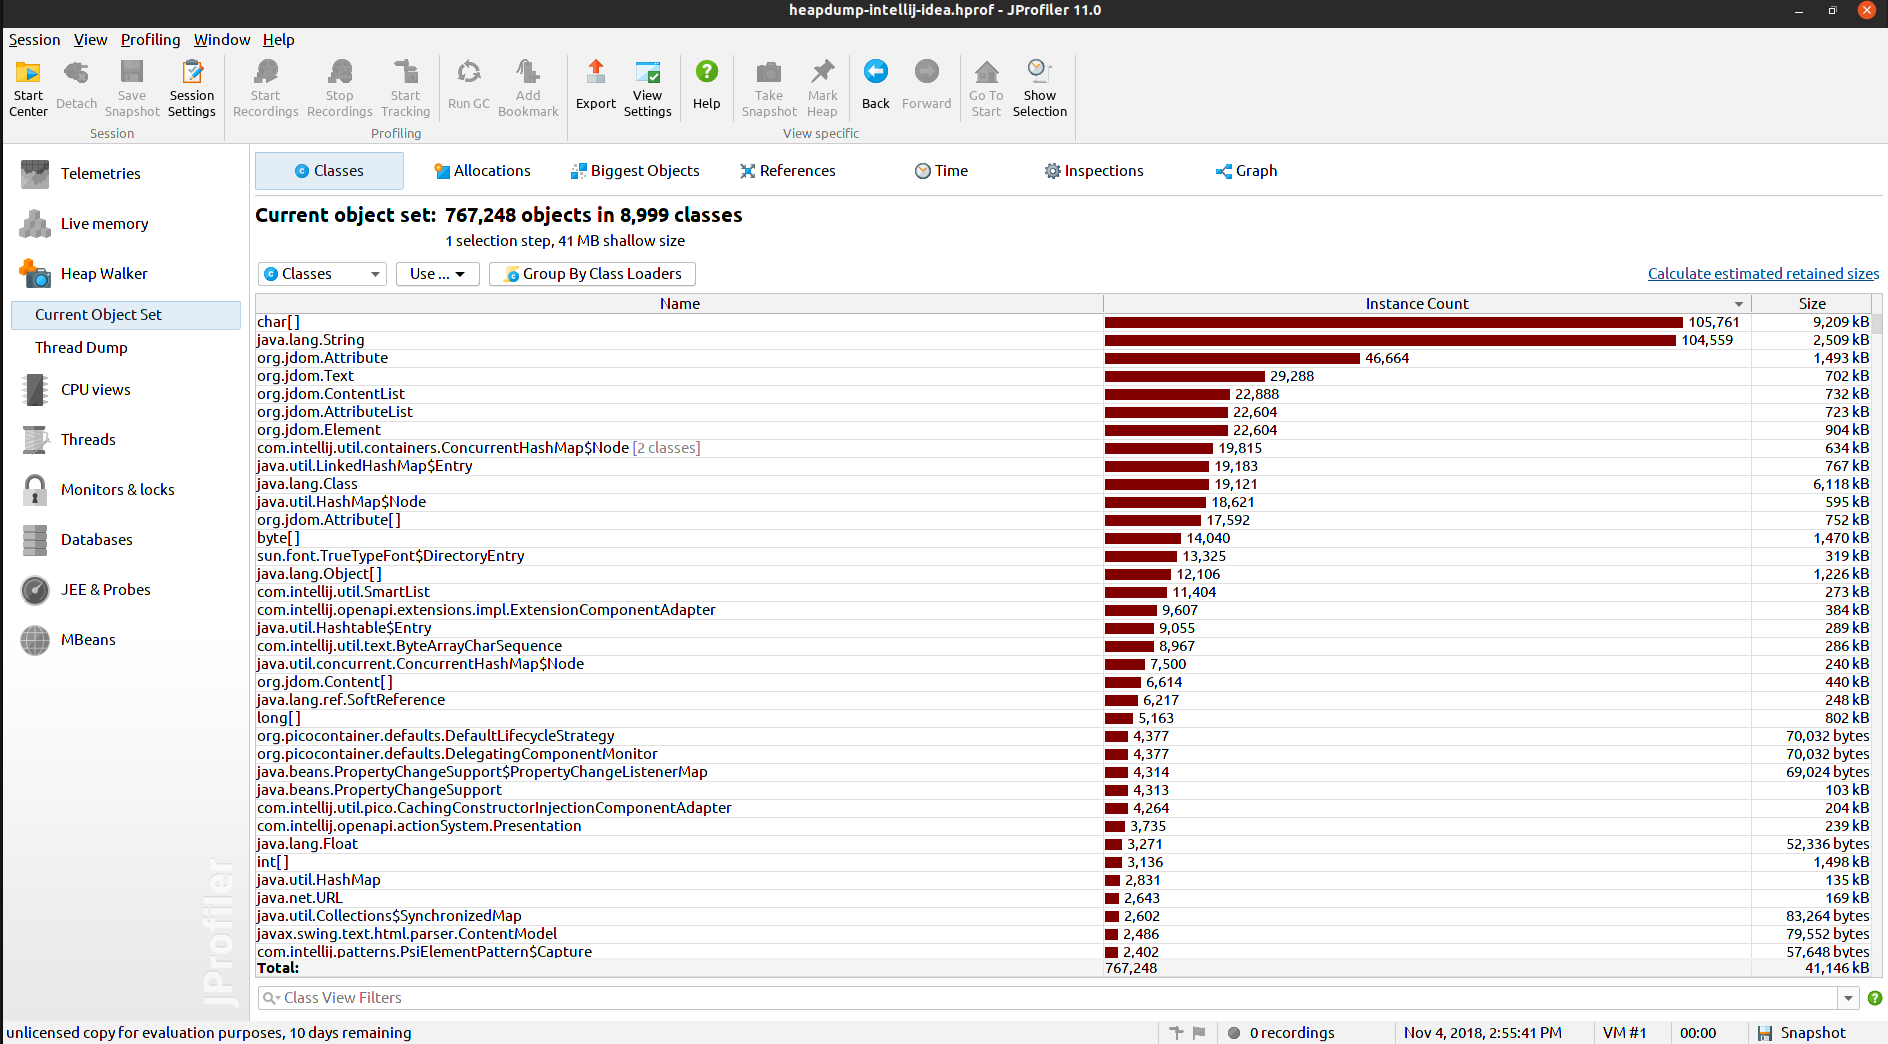 heapdump-intellij-idea.hprof - JProfiler 11.0
Session View Profiling Window Help
Start Center
Detach
Save Snapshot
Session Settings
Start Recordings
Stop Recordings
Start Tracking
Run GC
Add Bookmark
Export
View Settings
Help
Take Snapshot
Mark Heap
Back
Forward
Go To Start
Show Selection
Session
Profiling
View specific
Telemetries
Live memory
Heap Walker
Current Object Set
Thread Dump
CPU views
Threads
Monitors & locks
Databases
JEE & Probes
MBeans
JProfiler
Classes Allocations Biggest Objects References Time Inspections Graph
Current object set: 767,248 objects in 8,999 classes
1 selection step, 41 MB shallow size
Classes Use ... Group By Class Loaders Calculate estimated retained sizes
Name Instance Count Size
char[] 105,761 9,209 kB
java.lang.String 104,559 2,509 kB
org.jdom.Attribute 46,664 1,493 kB
org.jdom.Text 29,288 702 kB
org.jdom.ContentList 22,888 732 kB
org.jdom.AttributeList 22,604 723 kB
org.jdom.Element 22,604 904 kB
com.intellij.util.containers.ConcurrentHashMap$Node [2 classes] 19,815 634 kB
java.util.LinkedHashMap$Entry 19,183 767 kB
java.lang.Class 19,121 6,118 kB
java.util.HashMap$Node 18,621 595 kB
org.jdom.Attribute[] 17,592 752 kB
byte[] 14,040 1,470 kB
sun.font.TrueTypeFont$DirectoryEntry 13,325 319 kB
java.lang.Object[] 12,106 1,226 kB
com.intellij.util.SmartList 11,404 273 kB
com.intellij.openapi.extensions.impl.ExtensionComponentAdapter 9,607 384 kB
java.util.Hashtable$Entry 9,055 289 kB
com.intellij.util.text.ByteArrayCharSequence 8,967 286 kB
java.util.concurrent.ConcurrentHashMap$Node 7,500 240 kB
org.jdom.Content[] 6,614 440 kB
java.lang.ref.SoftReference 6,217 248 kB
long[] 5,163 802 kB
org.picocontainer.defaults.DefaultLifecycleStrategy 4,377 70,032 bytes
org.picocontainer.defaults.DelegatingComponentMonitor 4,377 70,032 bytes
java.beans.PropertyChangeSupport$PropertyChangeListenerMap 4,314 69,024 bytes
java.beans.PropertyChangeSupport 4,313 103 kB
com.intellij.util.pico.CachingConstructorInjectionComponentAdapter 4,264 204 kB
com.intellij.openapi.actionSystem.Presentation 3,735 239 kB
java.lang.Float 3,271 52,336 bytes
int[] 3,136 1,498 kB
java.util.HashMap 2,831 135 kB
java.net.URL 2,643 169 kB
java.util.Collections$SynchronizedMap 2,602 83,264 bytes
javax.swing.text.html.parser.ContentModel 2,486 79,552 bytes
com.intellij.patterns.PsiElementPattern$Capture 2,402 57,648 bytes
Total: 767,248 41,146 kB
Class View Filters
unlicensed copy for evaluation purposes, 10 days remaining 0 recordings Nov 4, 2018, 2:55:41 PM VM #1 00:00 Snapshot